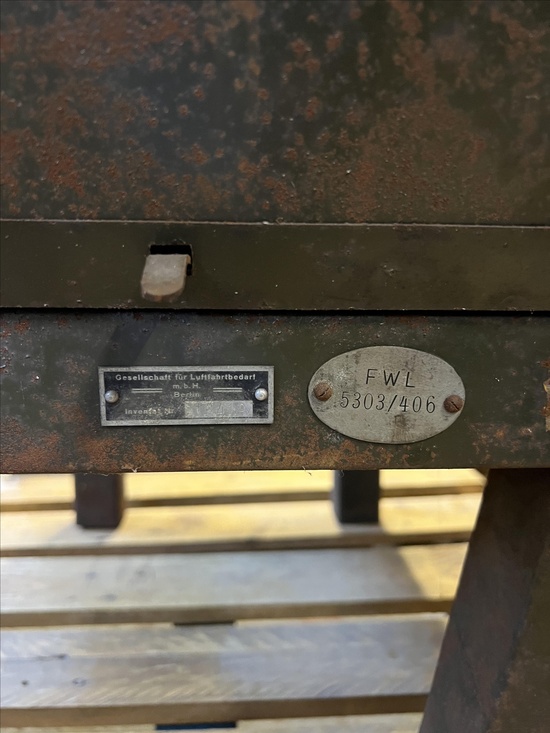 Gesellschaft für Luftfahrtbedarf
m. b. H.
Berlin
Inventar Nr
FWL
5303/406